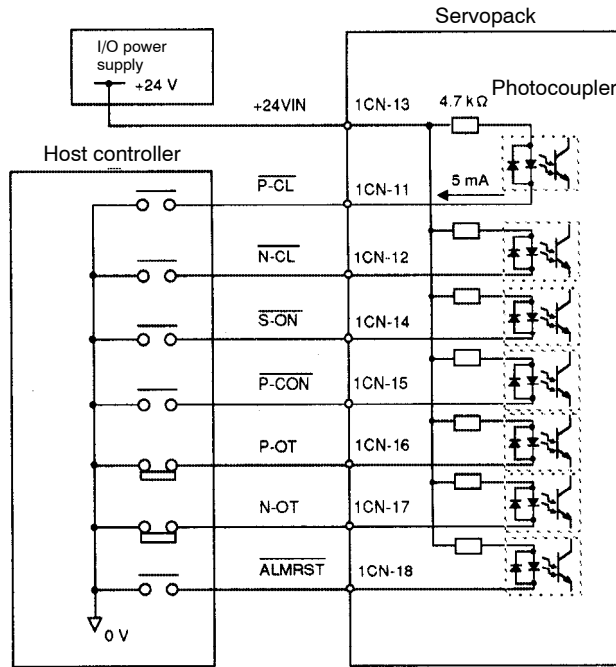 Servopack
I/O power
supply
+24 V
Photocoupler
+24VIN
1CN-13
4.7 kΩ
Host controller
P-CL
1CN-11
5 mA
N-CL
1CN-12
S-ON
1CN-14
P-CON
1CN-15
P-OT
1CN-16
N-OT
1CN-17
ALMRST
1CN-18
0 V